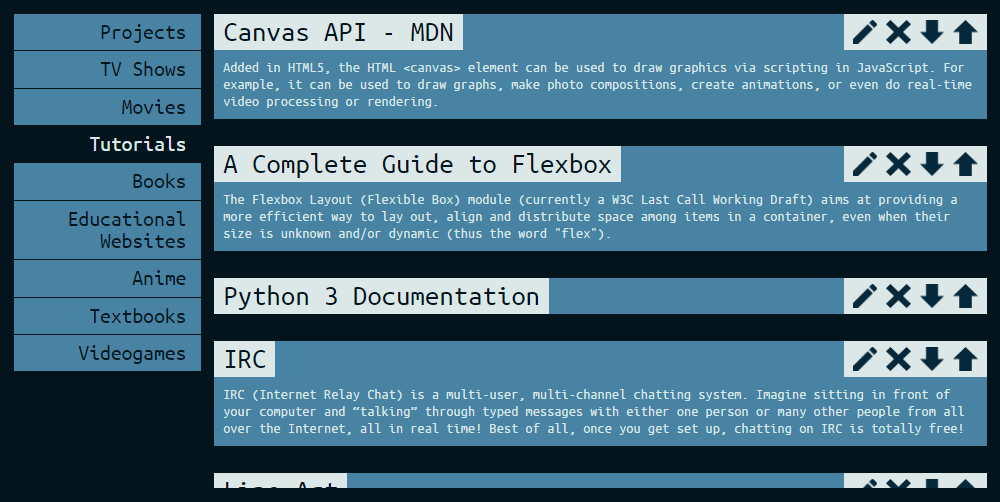 Projects
TV Shows
Movies
Tutorials
Books
Educational
Websites
Anime
Textbooks
Videogames
Canvas API - MDN
Added in HTML5, the HTML <canvas> element can be used to draw graphics via scripting in JavaScript. For
example, it can be used to draw graphs, make photo compositions, create animations, or even do real-time
video processing or rendering.
A Complete Guide to Flexbox
The Flexbox Layout (Flexible Box) module (currently a W3C Last Call Working Draft) aims at providing a
more efficient way to lay out, align and distribute space among items in a container, even when their
size is unknown and/or dynamic (thus the word "flex").
Python 3 Documentation
IRC
IRC (Internet Relay Chat) is a multi-user, multi-channel chatting system. Imagine sitting in front of
your computer and “talking” through typed messages with either one person or many other people from all
over the Internet, all in real time! Best of all, once you get set up, chatting on IRC is totally free!